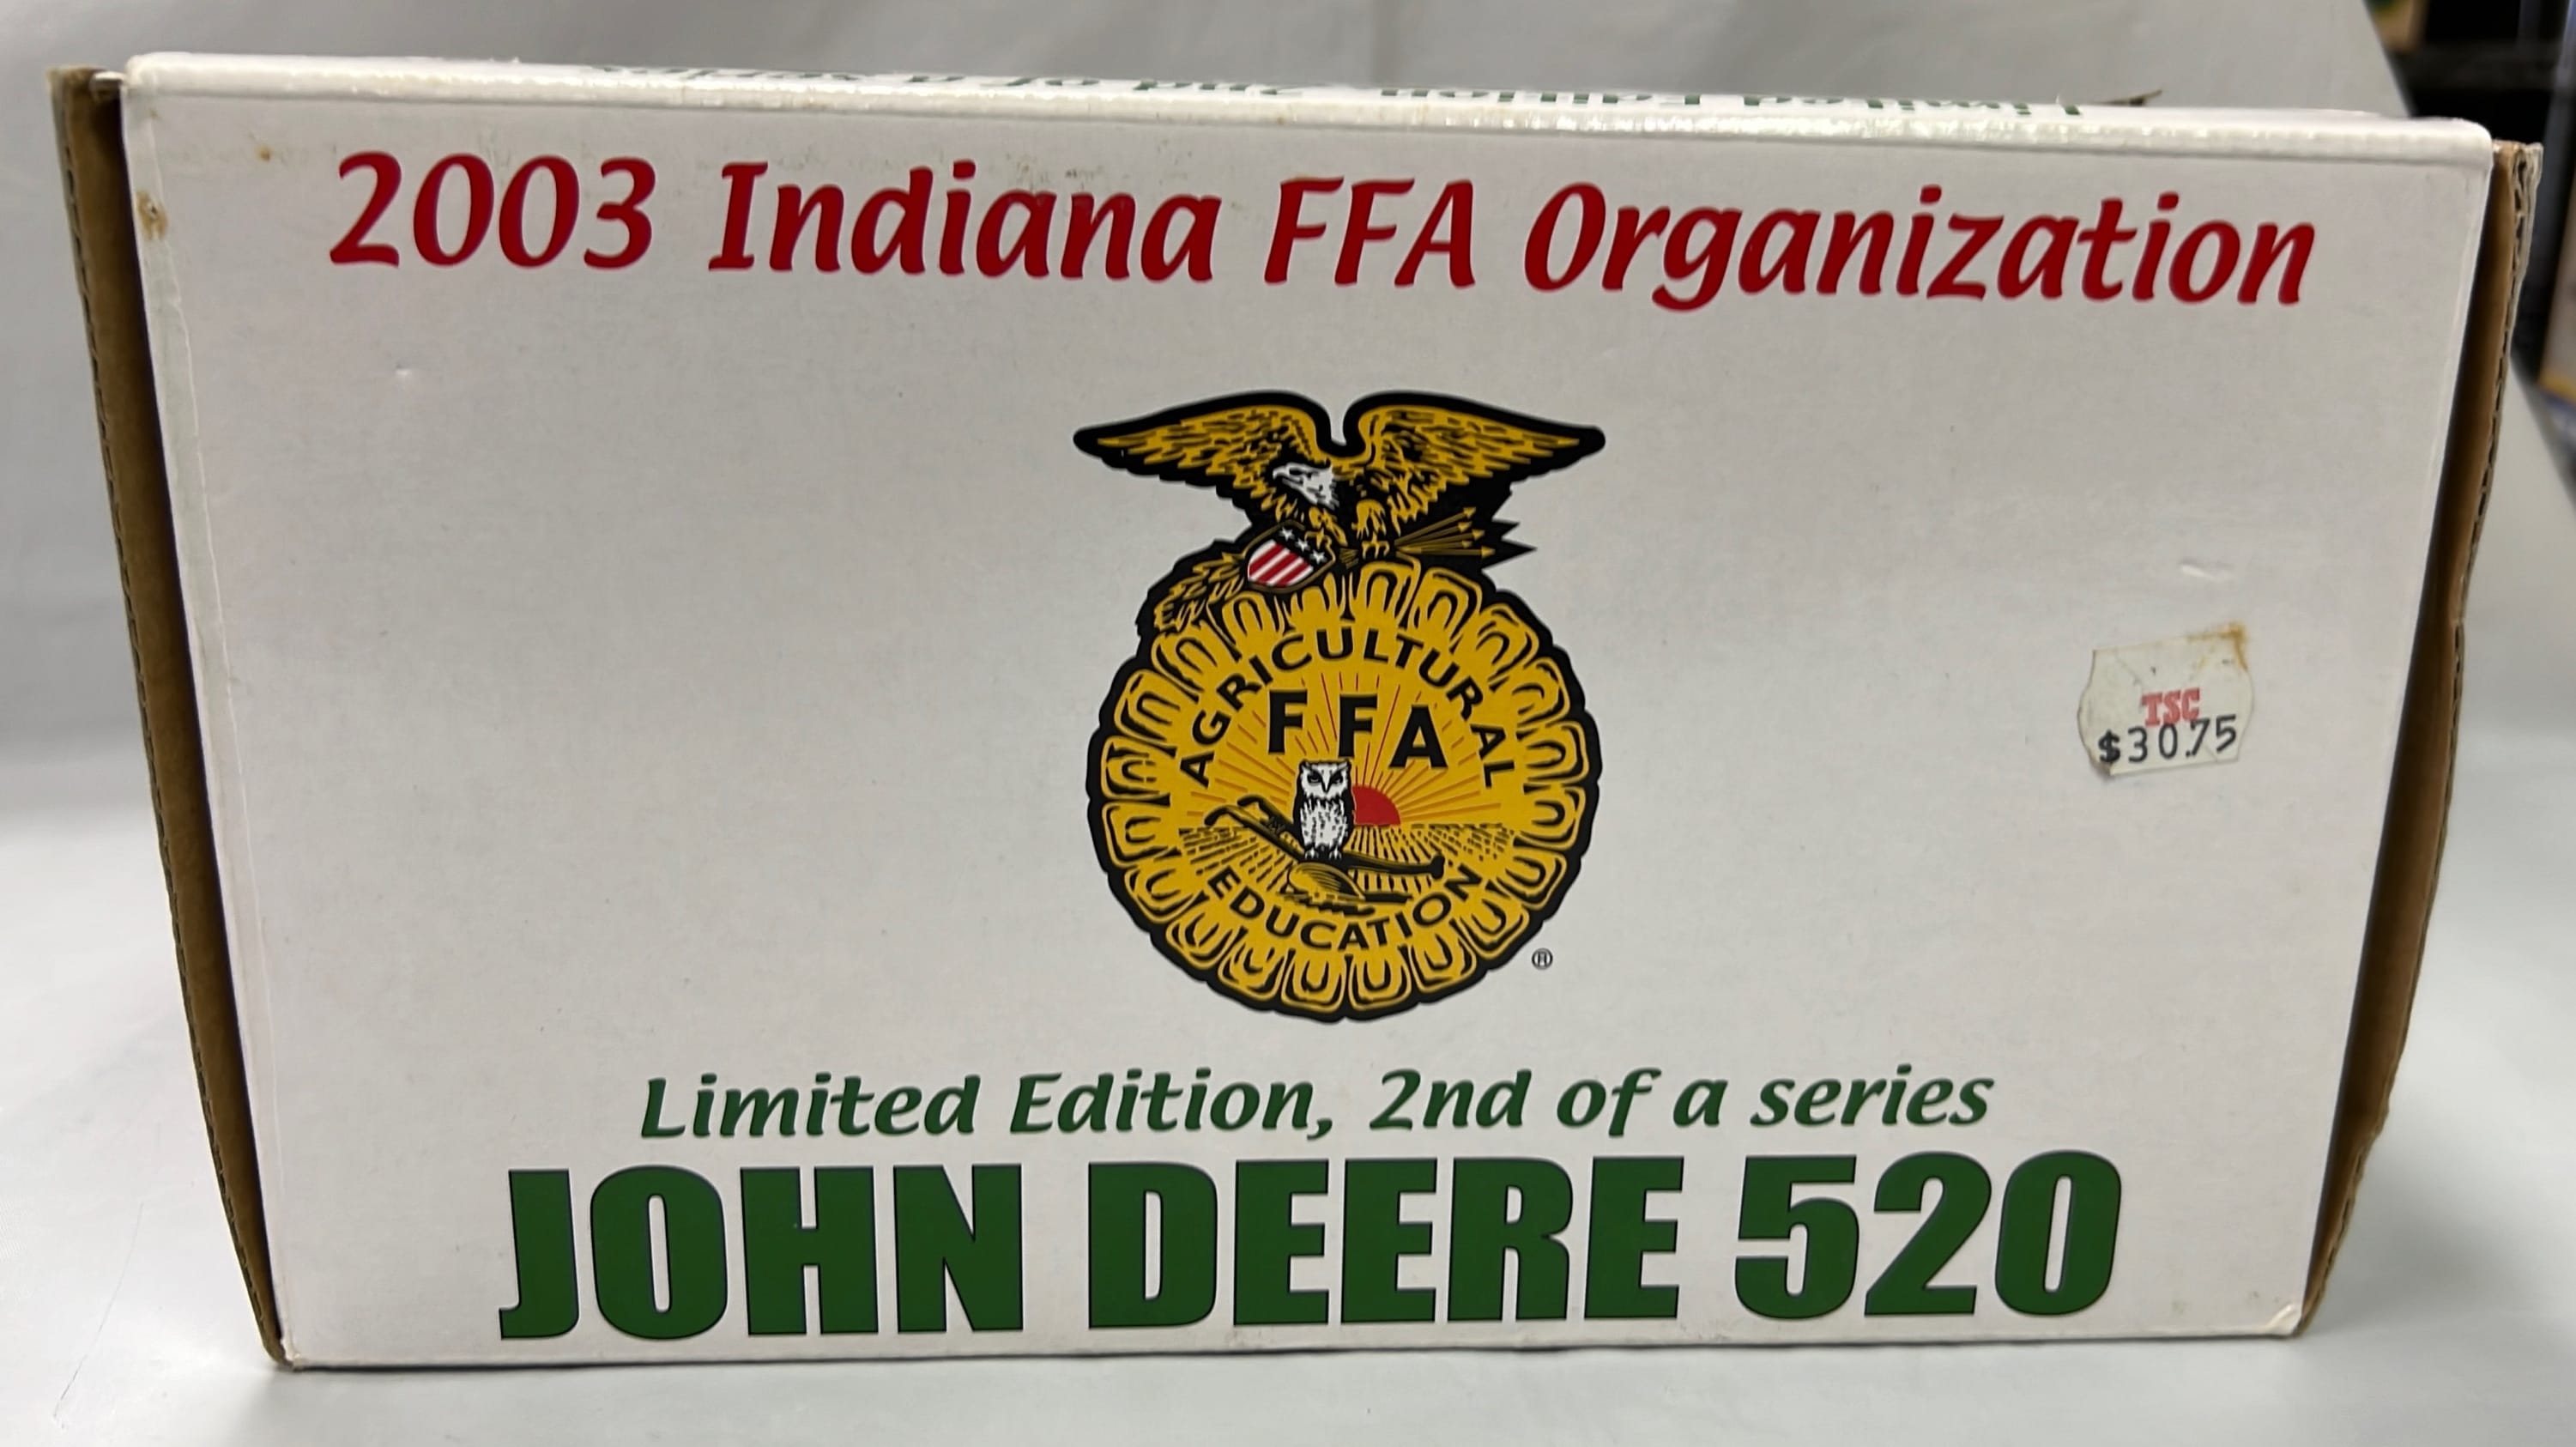 2003 Indiana FFA Organization
AGRICULTURAL
FFA
EDUCATION
®
TSC
$30.75
Limited Edition, 2nd of a series
JOHN DEERE 520